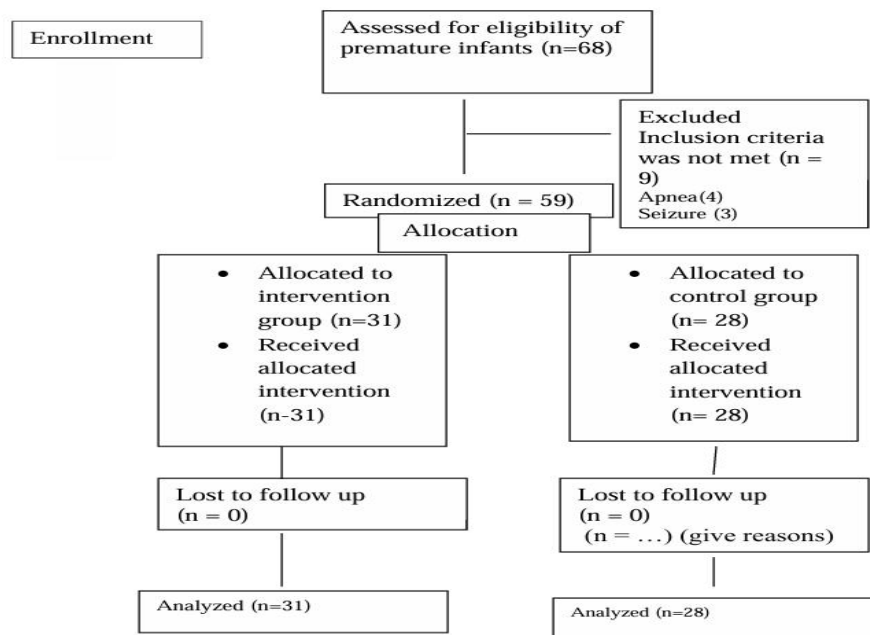 Enrollment
Assessed for eligibility of
premature infants (n=68)
Excluded
Inclusion criteria
was not met (n =
9)
Apnea(4)
Seizure (3)
Randomized (n = 59)
Allocation
• Allocated to
intervention
group (n=31)
• Received
allocated
intervention
(n-31)
• Allocated to
control group
(n= 28)
• Received
allocated
intervention
(n= 28)
Lost to follow up
(n = 0)
Lost to follow up
(n = 0)
(n = …) (give reasons)
Analyzed (n=31)
Analyzed (n=28)